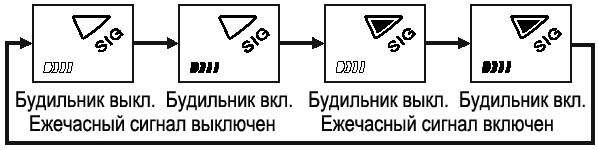 SIG SIG SIG SIG
Будильник выкл. Будильник вкл. Будильник выкл. Будильник вкл.
Ежечасный сигнал выключен Ежечасный сигнал включен